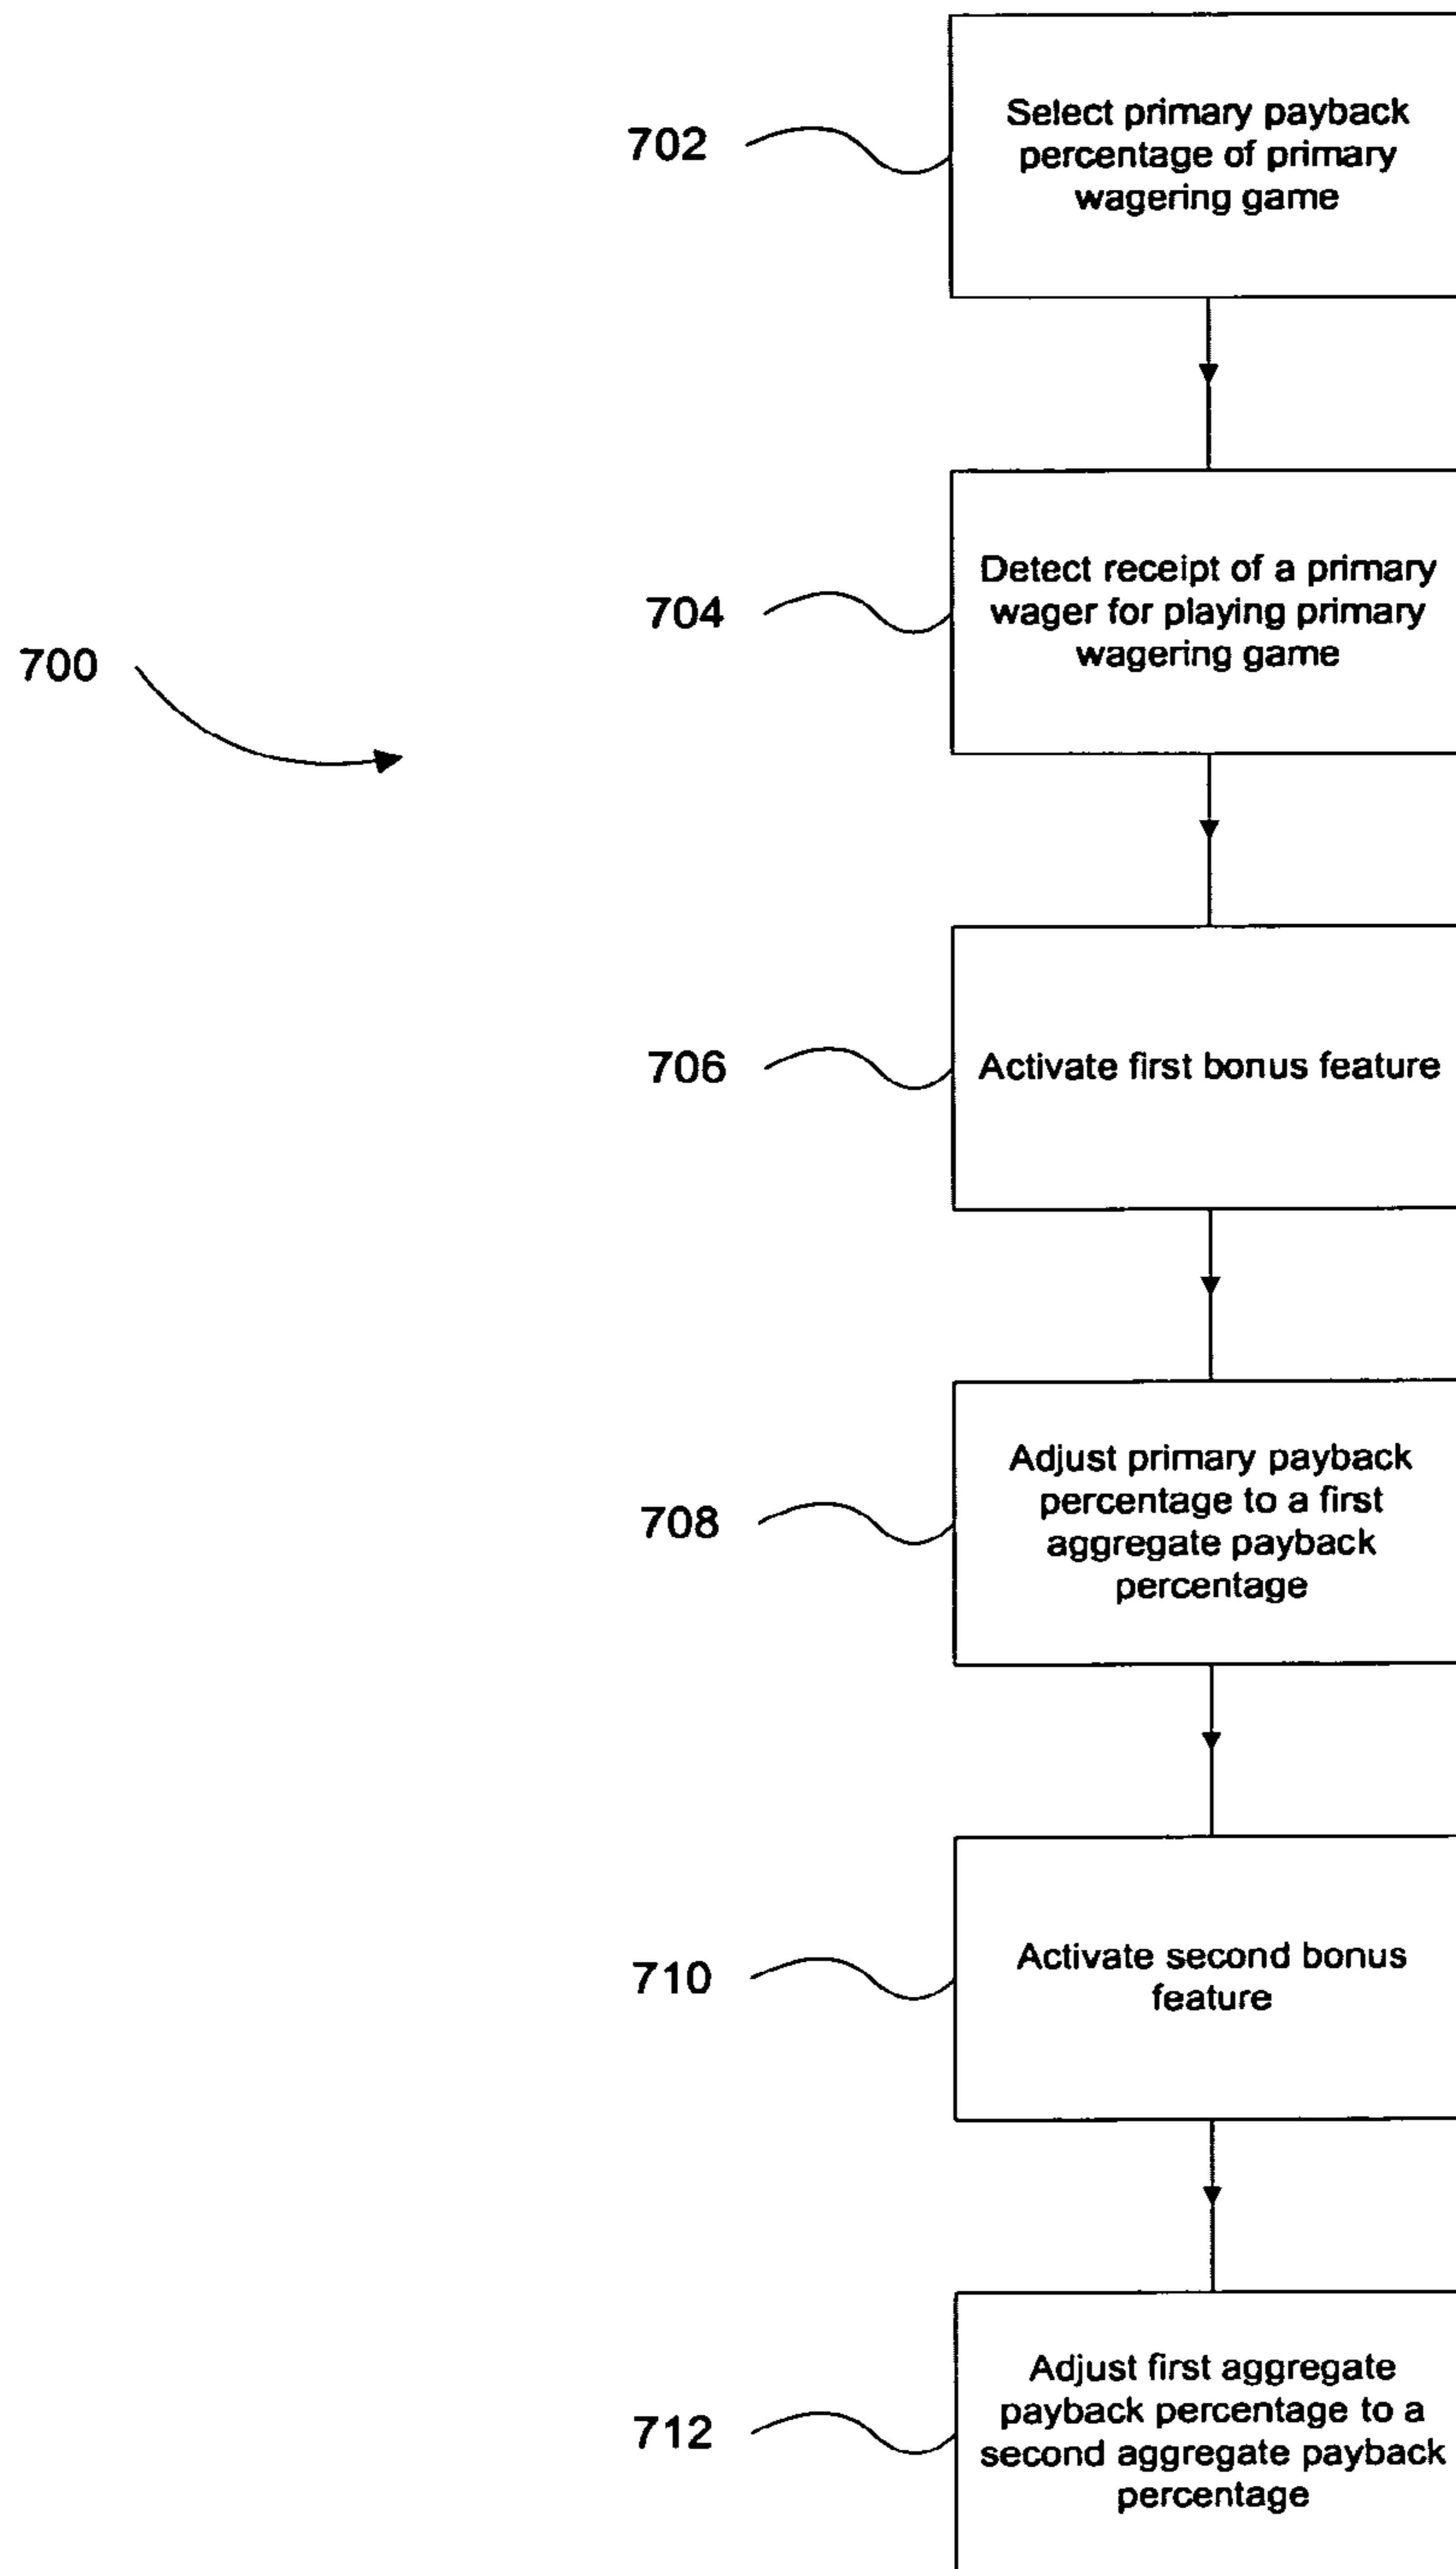 702
Select primary payback
percentage of primary
wagering game
704
Detect receipt of a primary
wager for playing primary
wagering game
700
706
Activate first bonus feature
708
Adjust primary payback
percentage to a first
aggregate payback
percentage
710
Activate second bonus
feature
712
Adjust first aggregate
payback percentage to a
second aggregate payback
percentage